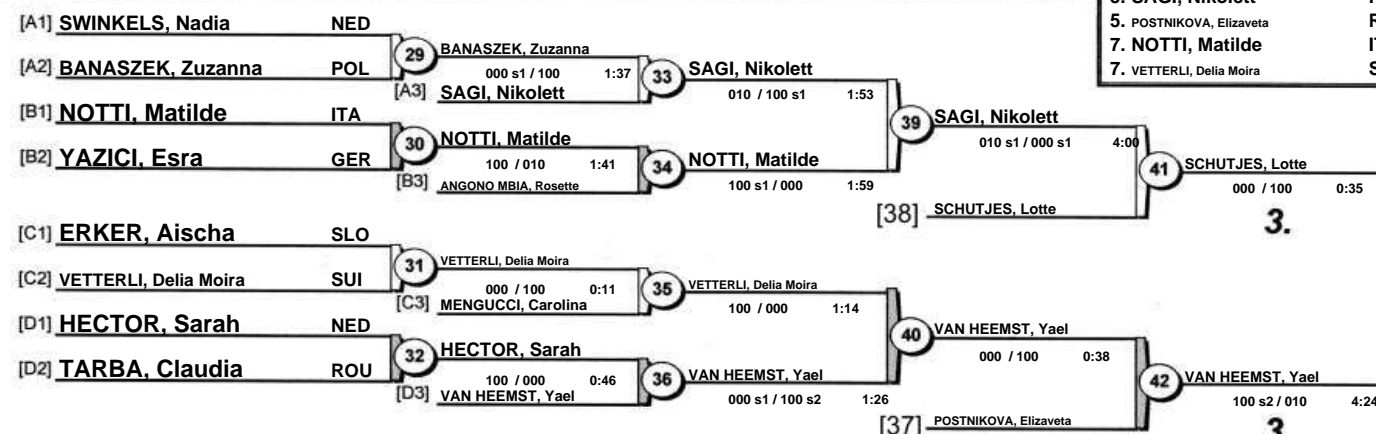 5. SAGI, Nikolett
5. POSTNIKOVA, Elizaveta
7. NOTTI, Matilde
7. VETTERLI, Delia Moira
[A1] SWINKELS, Nadia NED
[A2] BANASZEK, Zuzanna POL
29
BANASZEK, Zuzanna
000 s1 / 100 1:37
[A3] SAGI, Nikolett
33
SAGI, Nikolett
010 / 100 s1 1:53
[B1] NOTTI, Matilde ITA
[B2] YAZICI, Esra GER
30
NOTTI, Matilde
100 / 010 1:41
[B3] ANGONO MBIA, Rosette
34
NOTTI, Matilde
100 s1 / 000 1:59
39
SAGI, Nikolett
010 s1 / 000 s1 4:00
[38] SCHUTJES, Lotte
41
SCHUTJES, Lotte
000 / 100 0:35
3.
[C1] ERKER, Aischa SLO
[C2] VETTERLI, Delia Moira SUI
31
VETTERLI, Delia Moira
000 / 100 0:11
[C3] MENGUCCI, Carolina
35
VETTERLI, Delia Moira
100 / 000 1:14
[D1] HECTOR, Sarah NED
[D2] TARBA, Claudia ROU
32
HECTOR, Sarah
100 / 000 0:46
[D3] VAN HEEMST, Yael
36
VAN HEEMST, Yael
000 s1 / 100 s2 1:26
40
VAN HEEMST, Yael
000 / 100 0:38
[37] POSTNIKOVA, Elizaveta
42
VAN HEEMST, Yael
100 s2 / 010 4:24
3.